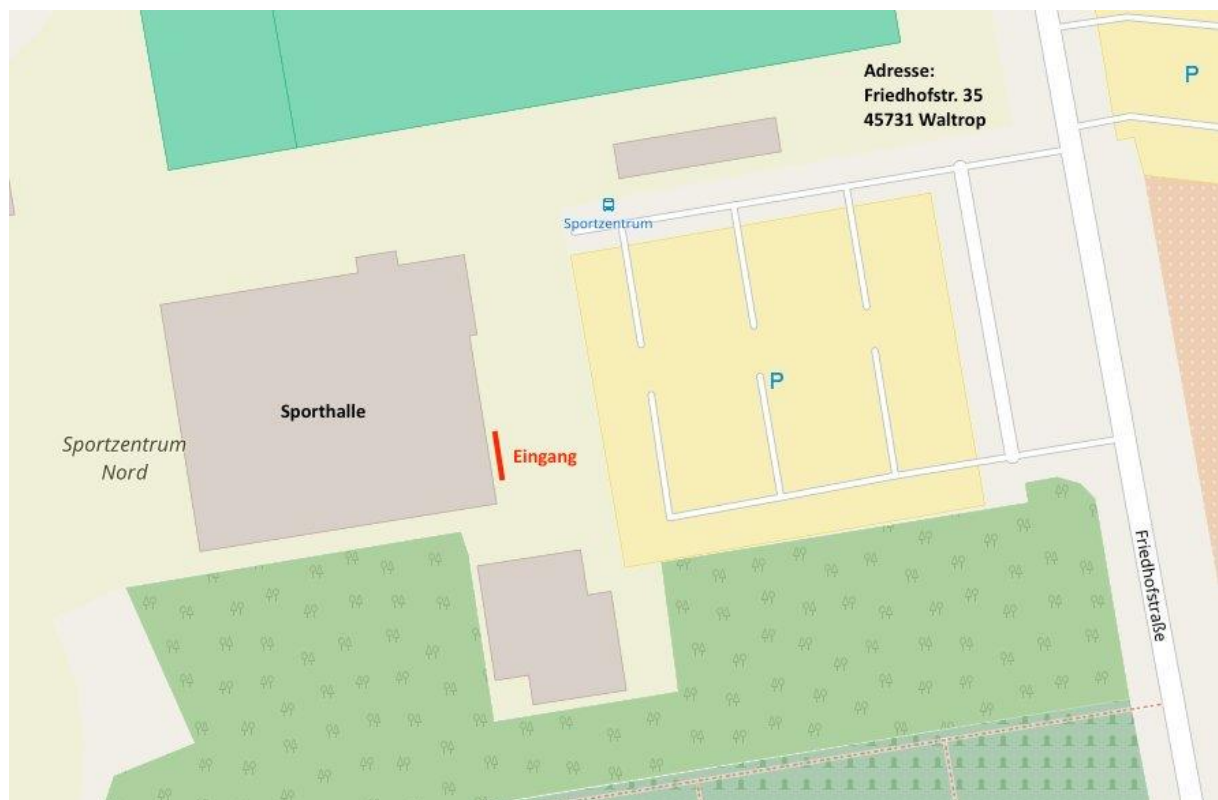 Adresse:
Friedhofstr. 35
45731 Waltrop
P
Sportzentrum
P
Sporthalle
Sportzentrum
Nord
Eingang
Friedhofstraße